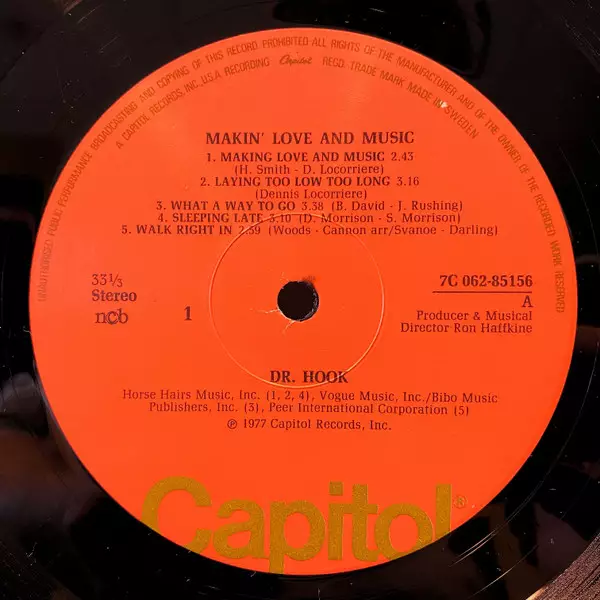 UNAUTHORISED PUBLIC PERFORMANCE BROADCASTING AND COPYING OF THIS RECORD PROHIBITED ALL RIGHTS OF THE MANUFACTURER AND OF THE OWNER OF THE RECORDED WORK RESERVED
A CAPITOL RECORDS, INC., U.S.A. RECORDING Capitol REG'D. TRADE MARK MADE IN SWEDEN
MAKIN' LOVE AND MUSIC
1. MAKING LOVE AND MUSIC 2.43
(H. Smith - D. Locorriere)
2. LAYING TOO LOW TOO LONG 3.16
(Dennis Locorriere)
3. WHAT A WAY TO GO 3.38 (B. David - J. Rushing)
4. SLEEPING LATE 3.10 (D. Morrison - S. Morrison)
5. WALK RIGHT IN 2.59 (Woods - Cannon arr/Svanoe - Darling)
33⅓
Stereo
ncb
1
7C 062-85156
A
Producer & Musical
Director Ron Haffkine
DR. HOOK
Horse Hairs Music, Inc. (1, 2, 4), Vogue Music, Inc./Bibo Music
Publishers, Inc. (3), Peer International Corporation (5)
℗ 1977 Capitol Records, Inc.
Capitol®